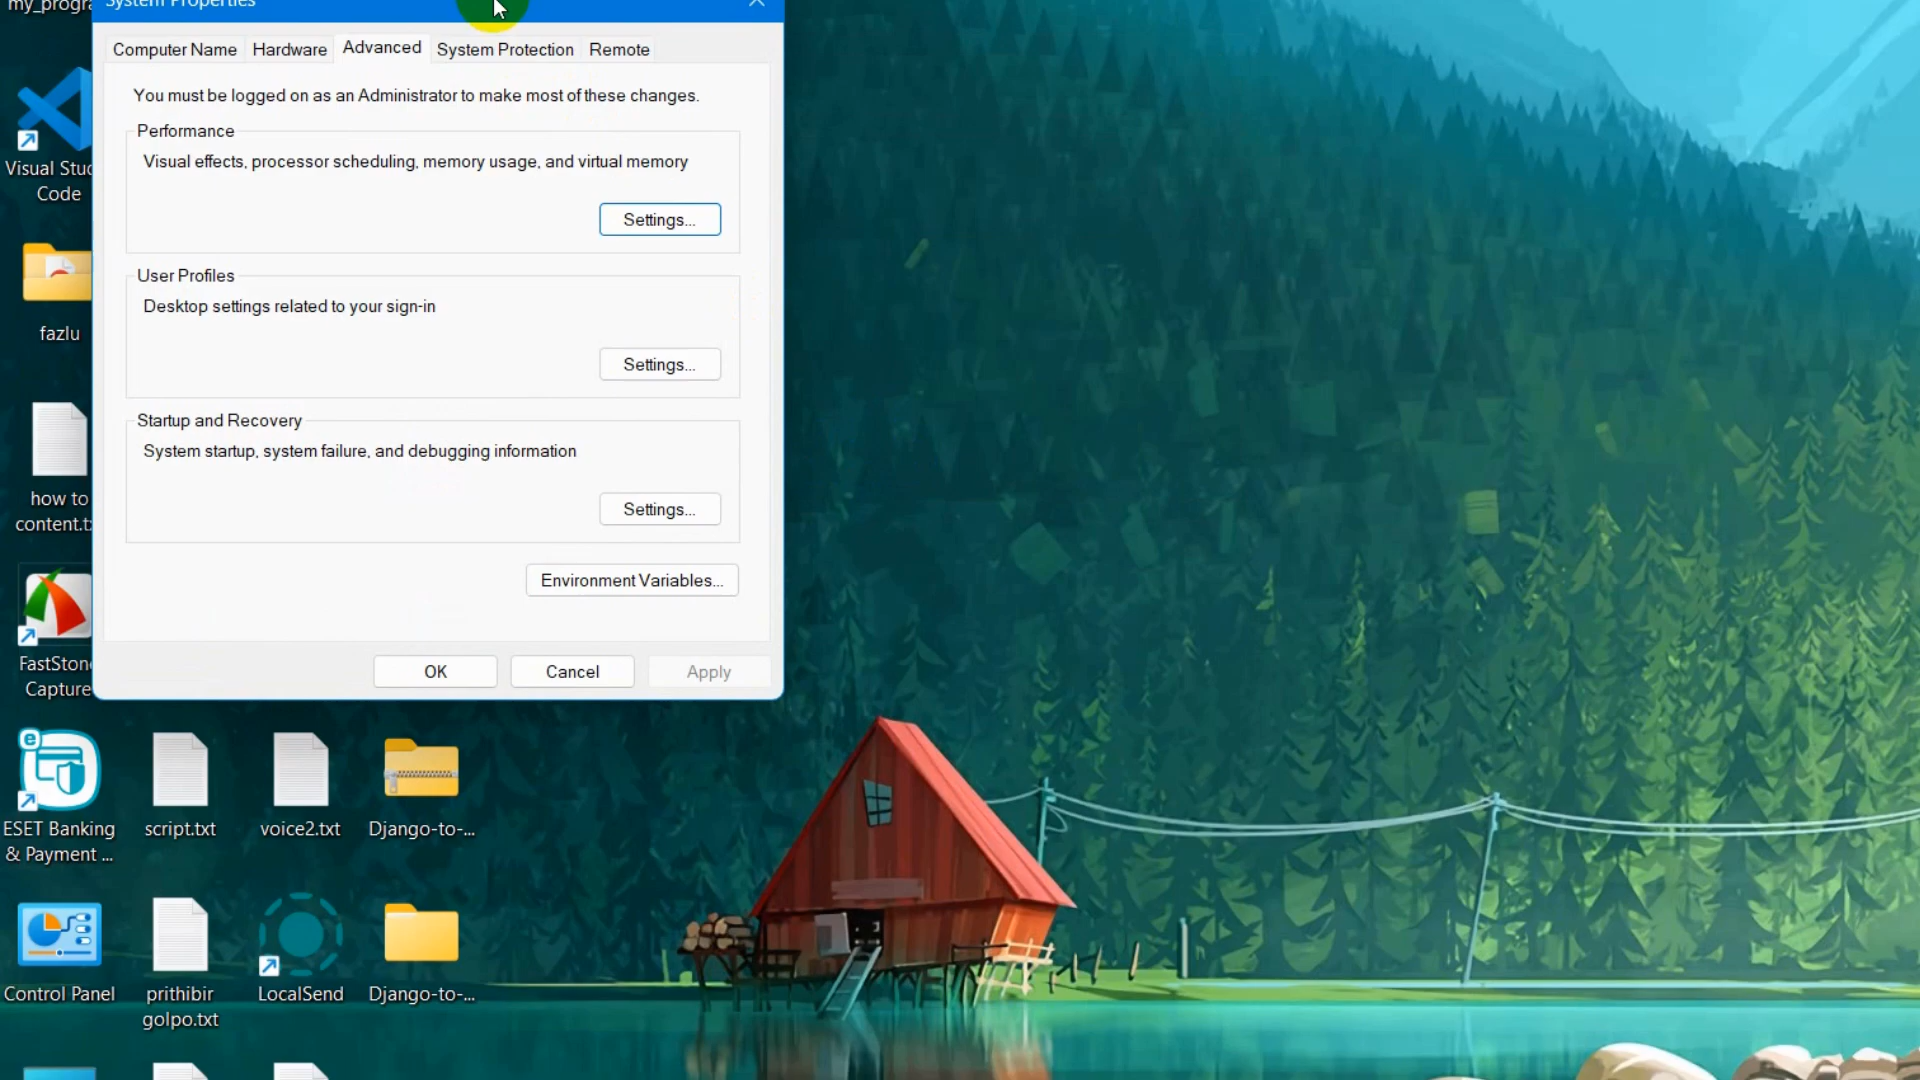 System Properties
Computer Name
Hardware
Advanced
System Protection
Remote
You must be logged on as an Administrator to make most of these changes.
Performance
Visual effects, processor scheduling, memory usage, and virtual memory
Settings...
User Profiles
Desktop settings related to your sign-in
Settings...
Startup and Recovery
System startup, system failure, and debugging information
Settings...
Environment Variables...
OK
Cancel
Apply
my_progra
Visual Stud
Code
fazlu
how to
content.t
FastStone
Capture
ESET Banking
& Payment ...
script.txt
voice2.txt
Django-to-...
Control Panel
prithibir
golpo.txt
LocalSend
Django-to-...